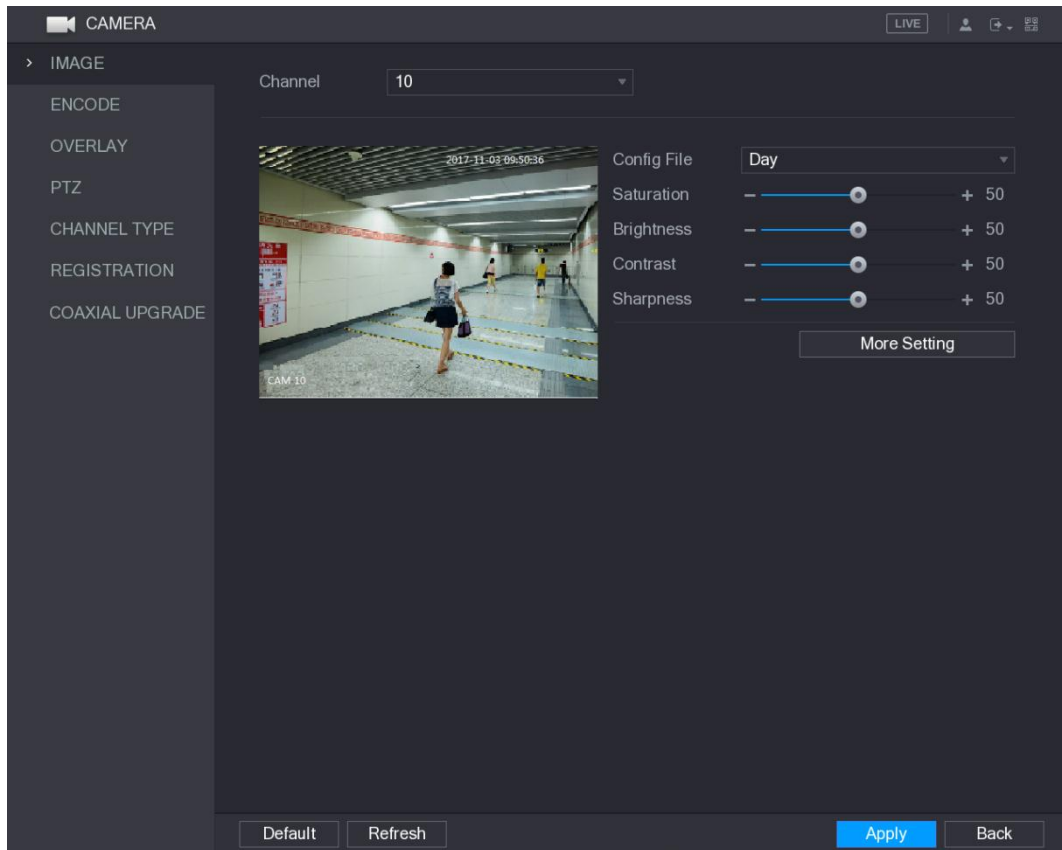 CAMERA
LIVE
IMAGE
ENCODE
OVERLAY
PTZ
CHANNEL TYPE
REGISTRATION
COAXIAL UPGRADE
Channel 10
2017-11-03 09:50:36
CAM 10
Config File Day
Saturation - + 50
Brightness - + 50
Contrast - + 50
Sharpness - + 50
More Setting
Default Refresh Apply Back